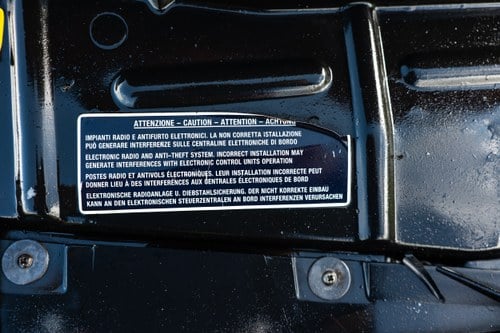 ATTENZIONE – CAUTION – ATTENTION – ACHTUNG
IMPIANTI RADIO E ANTIFURTO ELETTRONICI. LA NON CORRETTA ISTALLAZIONE
PUÒ GENERARE INTERFERENZE SULLE CENTRALINE ELETTRONICHE DI BORDO
ELECTRONIC RADIO AND ANTI-THEFT SYSTEM. INCORRECT INSTALLATION MAY
GENERATE INTERFERENCES WITH ELECTRONIC CONTROL UNITS OPERATION
POSTES RADIO ET ANTIVOLS ÉLECTRONIQUES. LEUR INSTALLATION INCORRECTE PEUT
DONNER LIEU À DES INTERFÉRENCES AUX CENTRALES ÉLECTRONIQUES DE BORD
ELEKTRONISCHE RADIOANLAGE U. DIEBSTAHLSICHERUNG. DER NICHT KORREKTE EINBAU
KANN AN DEN ELEKTRONISCHEN STEUERZENTRALEN AN BORD INTERFERENZEN VERURSACHEN